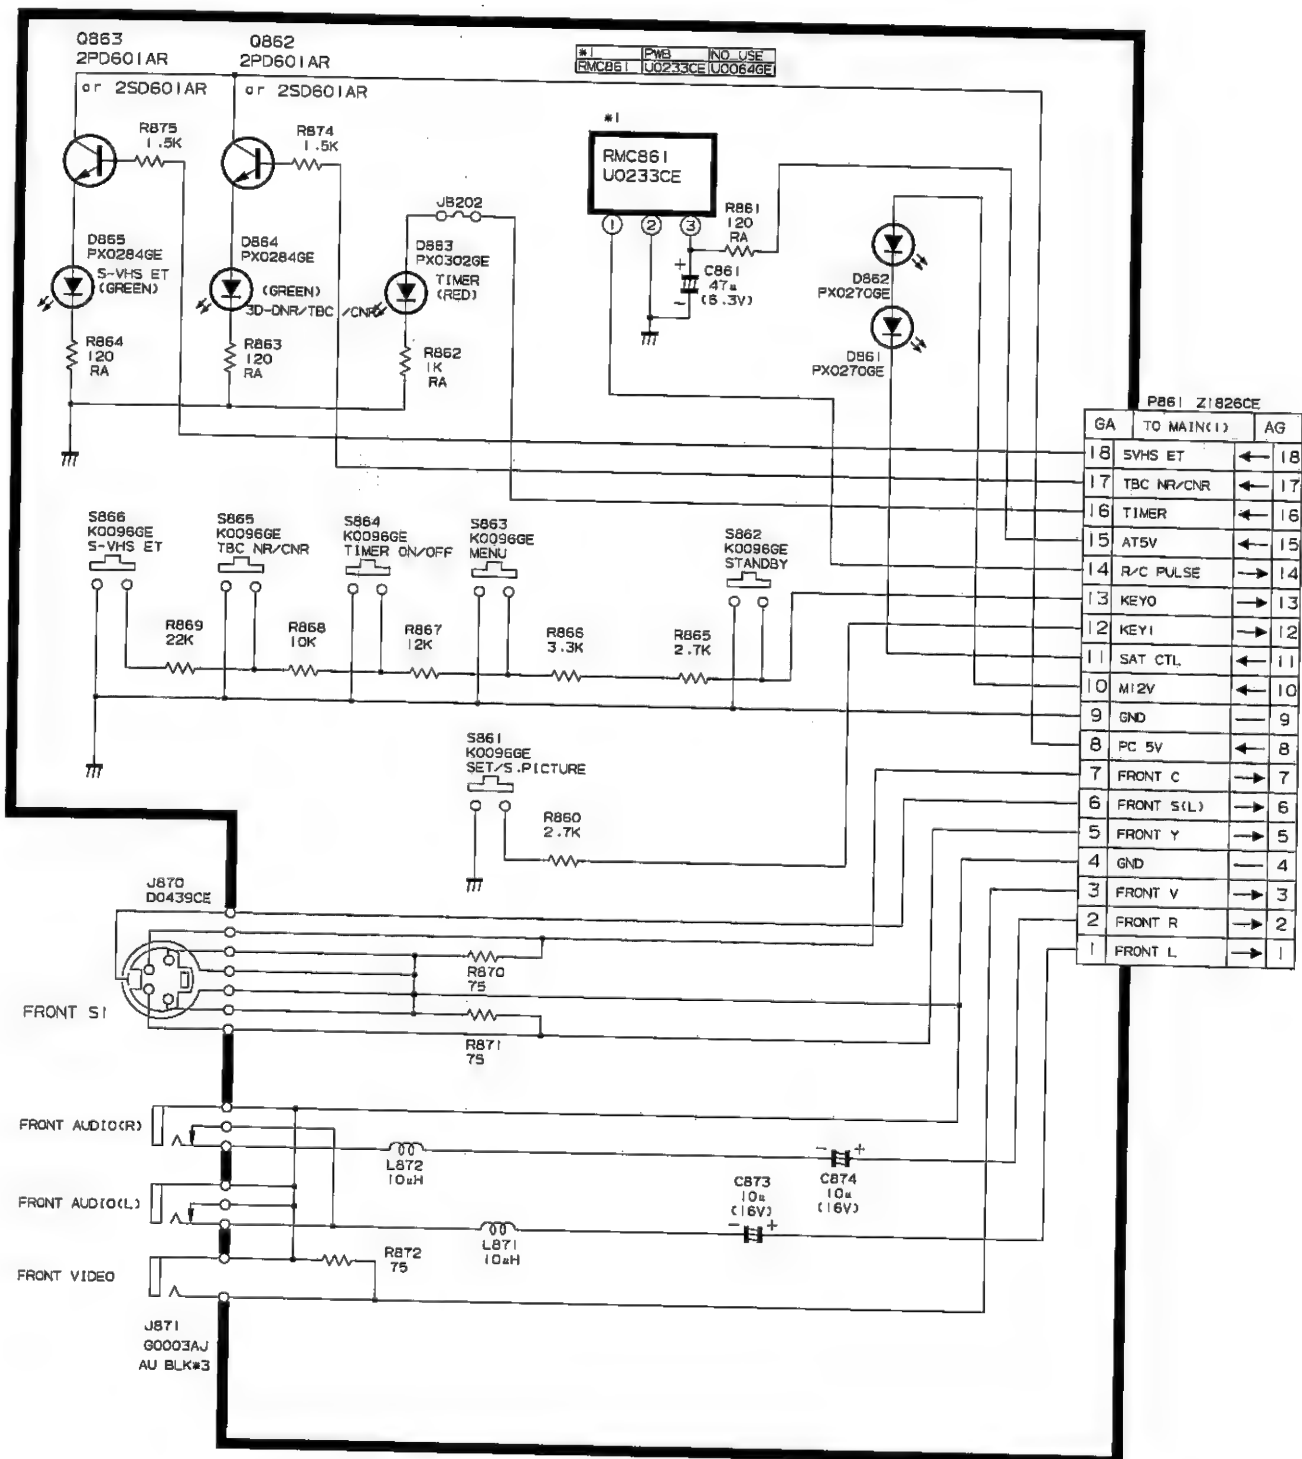 Q863
2PD601AR
or 2SD601AR
Q862
2PD601AR
or 2SD601AR
*1 PWB NO_USE
RMC861 U0233CE U0064GE
R875
1.5K
R874
1.5K
*1
RMC861
U0233CE
1 2 3
R861
120
RA
C861
+
47u
-
(6.3V)
JB202
D865
PX0284GE
S-VHS ET
(GREEN)
D864
PX0284GE
(GREEN)
3D-DNR/TBC /CNR
D883
PX0302GE
TIMER
(RED)
D862
PX0270GE
D861
PX0270GE
R864
120
RA
R863
120
RA
R862
1K
RA
P861 Z1826CE
GA TO MAIN(1) AG
18 SVHS ET ← 18
17 TBC NR/CNR ← 17
16 TIMER ← 16
15 AT5V ← 15
14 R/C PULSE → 14
13 KEY0 → 13
12 KEY1 → 12
11 SAT CTL ← 11
10 M12V ← 10
9 GND — 9
8 PC 5V ← 8
7 FRONT C → 7
6 FRONT S(L) → 6
5 FRONT Y → 5
4 GND — 4
3 FRONT V → 3
2 FRONT R → 2
1 FRONT L → 1
S866
K0096GE
S-VHS ET
S865
K0096GE
TBC NR/CNR
S864
K0096GE
TIMER ON/OFF
S863
K0096GE
MENU
S862
K0096GE
STANDBY
R869
22K
R868
10K
R867
12K
R866
3.3K
R865
2.7K
S861
K0096GE
SET/S.PICTURE
R860
2.7K
J870
D0439CE
FRONT S1
R870
75
R871
75
FRONT AUDIO(R)
L872
10uH
- +
C874
10u
(16V)
FRONT AUDIO(L)
L871
10uH
C873
10u
(16V)
- +
FRONT VIDEO
R872
75
J871
G0003AJ
AU BLK*3